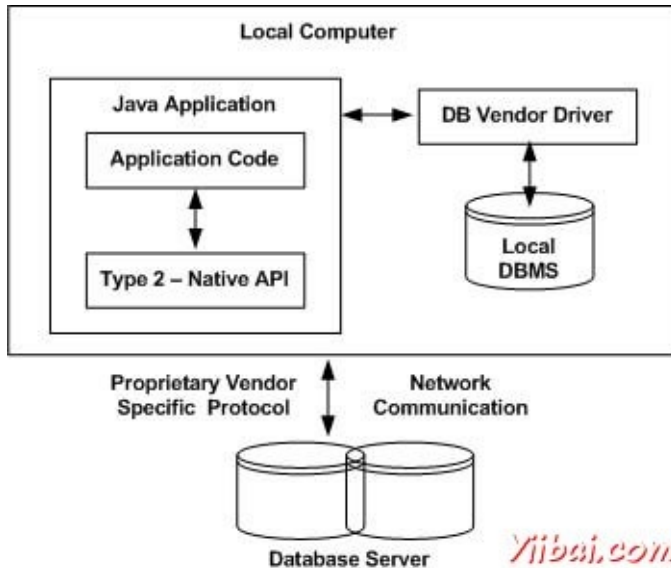 Local Computer
Java Application
DB Vendor Driver
Application Code
Local
DBMS
Type 2 – Native API
Proprietary Vendor
Specific Protocol
Network
Communication
Database Server
Yiibai.com